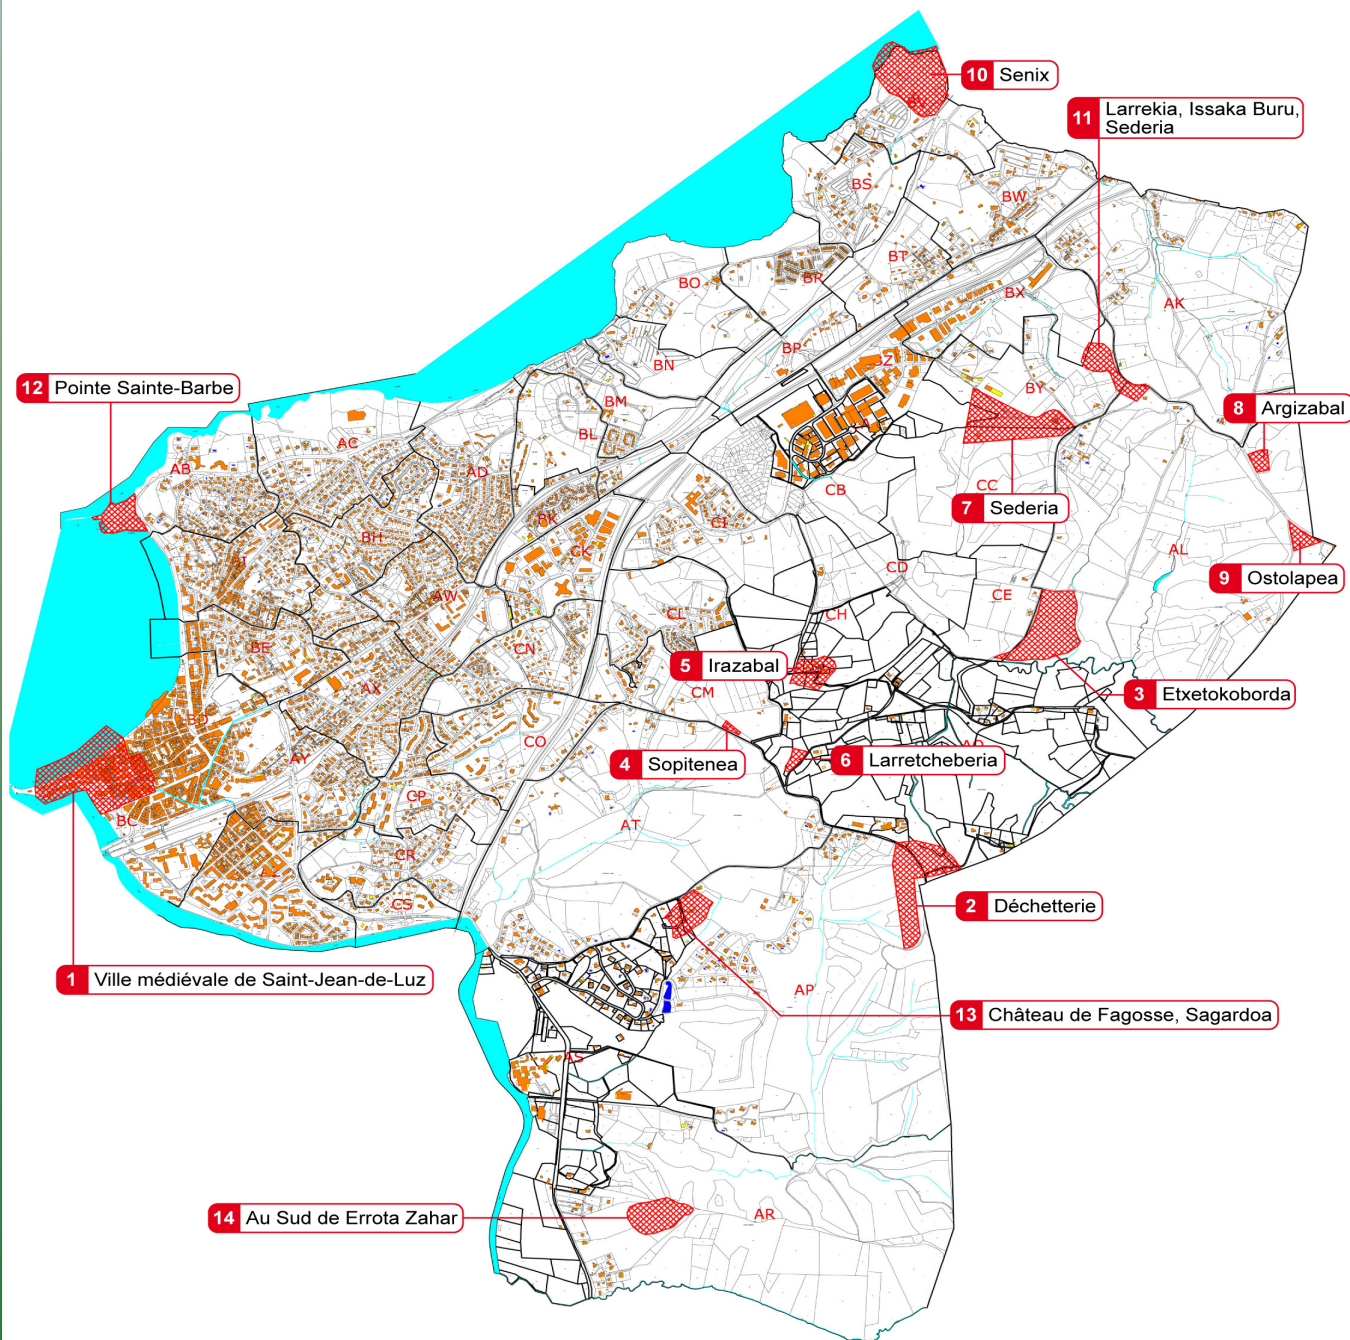 10 Senix
11 Larrekia, Issaka Buru,
Sederia
BS
BW
BT
BO
BR
BX
AK
BP
BN
BZ
12 Pointe Sainte-Barbe
BY
BM
8 Argizabal
AC
BL
AB
AD
CC
CB
7 Sederia
BK
CI
BH
CK
AL
BI
CD
9 Ostolapea
AW
CE
CL
CH
BE
CN
5 Irazabal
AX
CM
3 Etxetokoborda
BD
CO
AY
4 Sopitenea
6 Larretcheberia
AO
CP
BC
AT
CR
AZ
CS
2 Déchetterie
1 Ville médiévale de Saint-Jean-de-Luz
AP
13 Château de Fagosse, Sagardoa
AS
14 Au Sud de Errota Zahar
AR